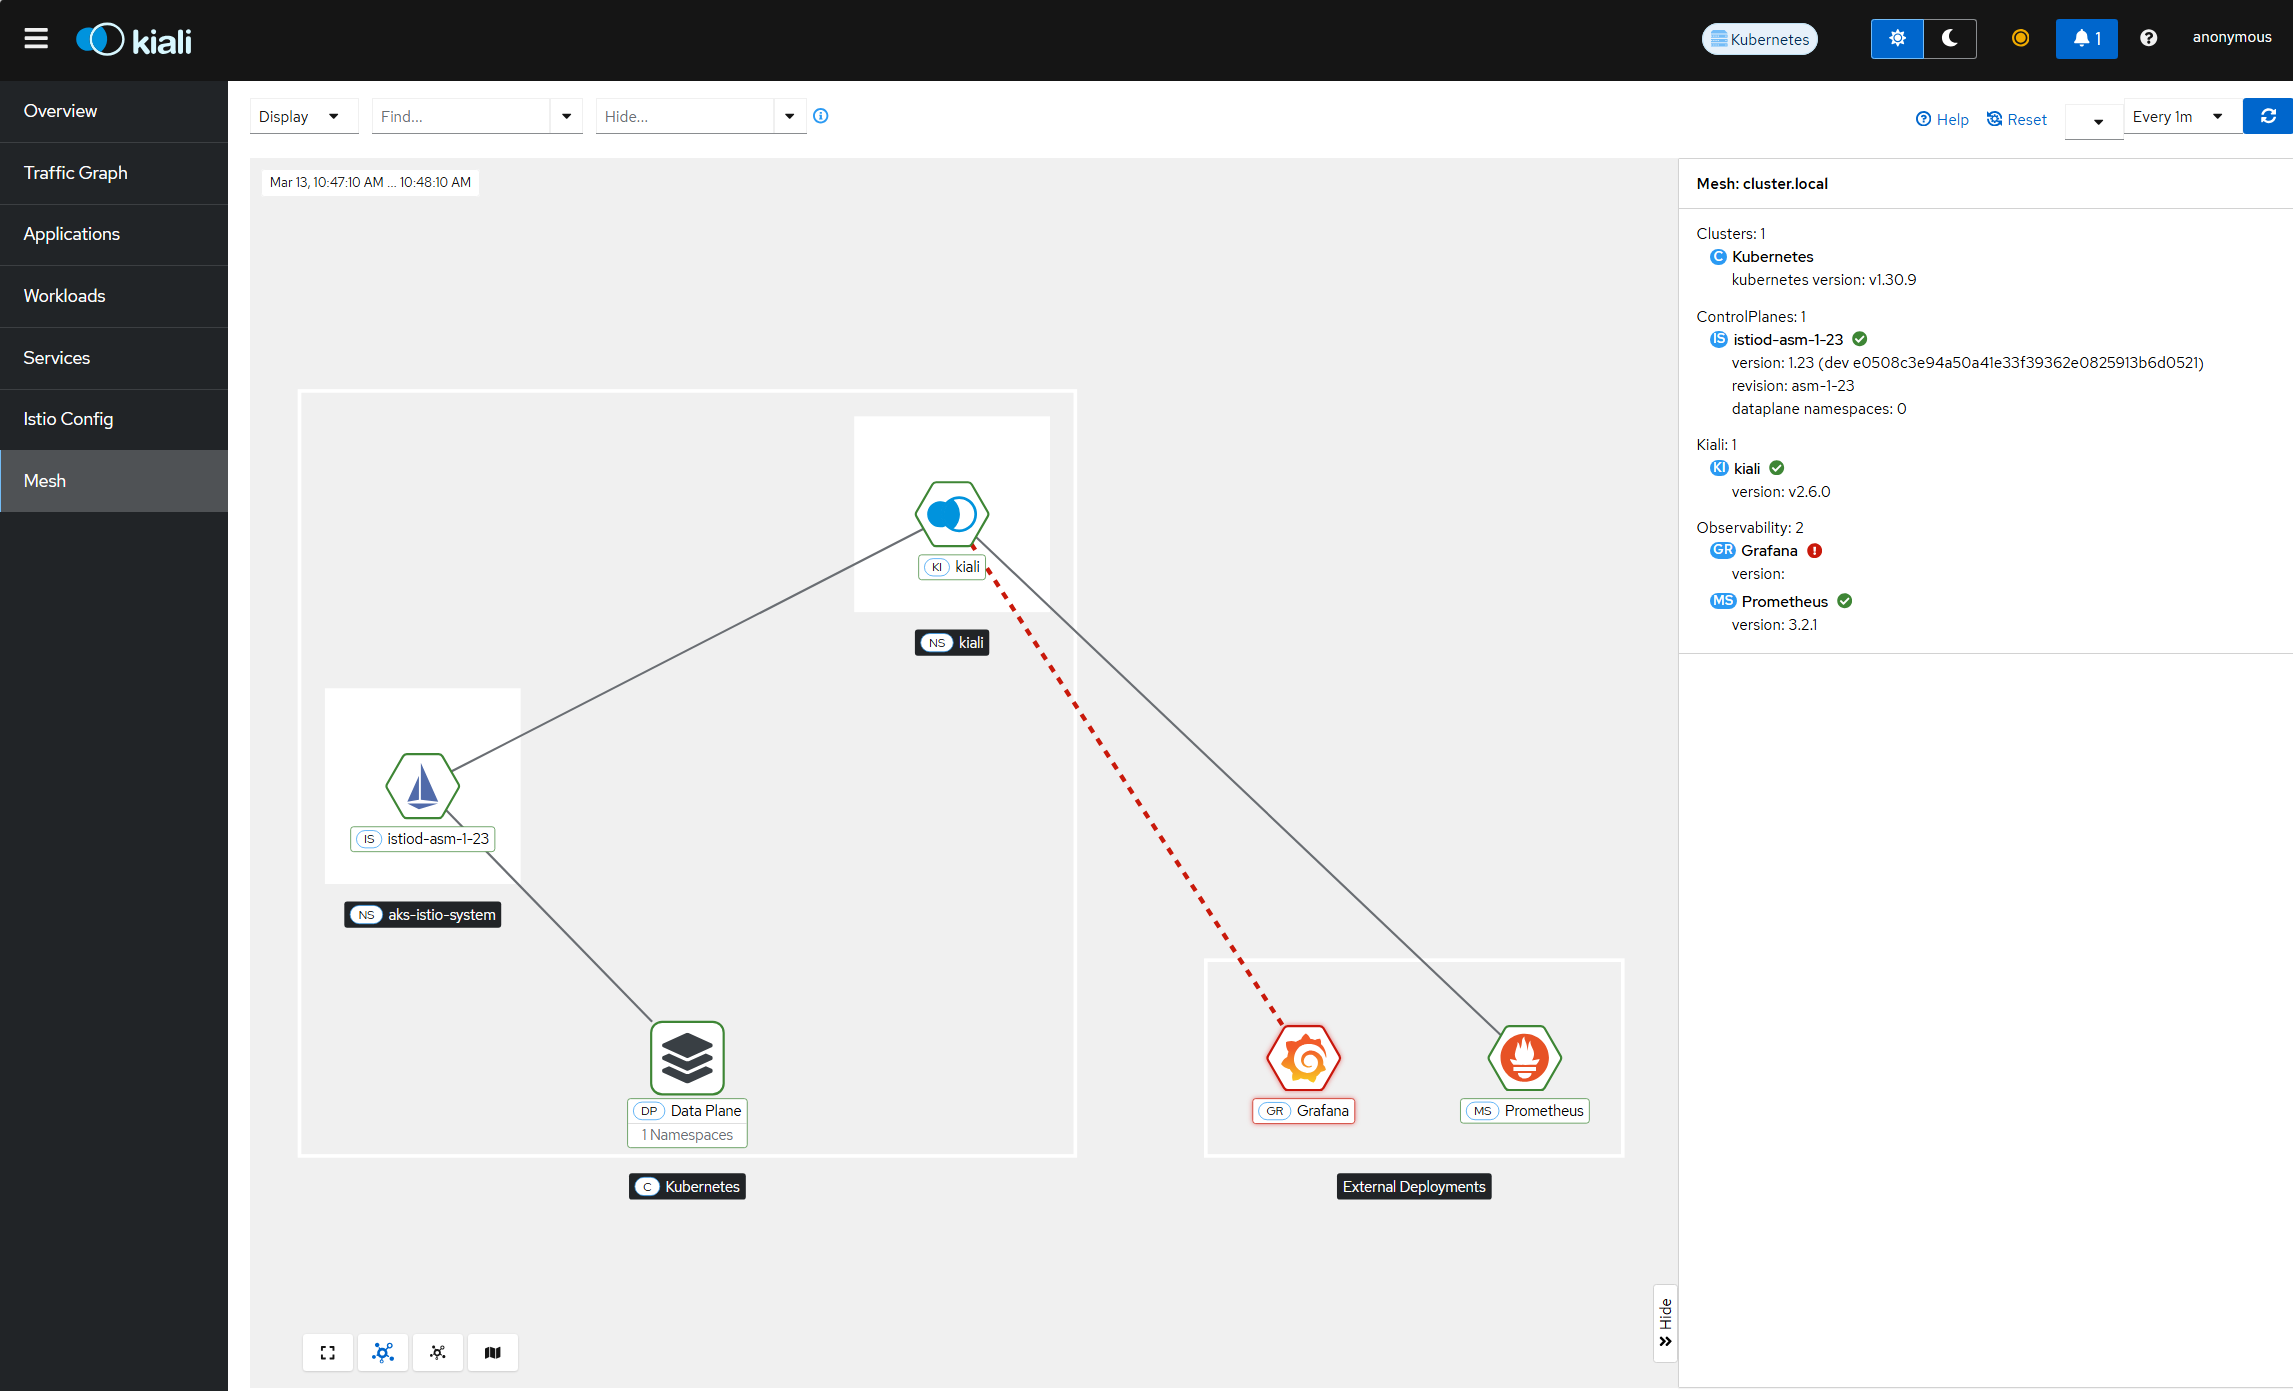 kiali
Kubernetes
1
anonymous
Overview
Traffic Graph
Applications
Workloads
Services
Istio Config
Mesh
Display
Find...
Hide...
Help
Reset
Every 1m
Mar 13, 10:47:10 AM ... 10:48:10 AM
KI kiali
NS kiali
IS istiod-asm-1-23
NS aks-istio-system
DP Data Plane
1 Namespaces
C Kubernetes
GR Grafana
MS Prometheus
External Deployments
Hide
Mesh: cluster.local
Clusters: 1
C Kubernetes
kubernetes version: v1.30.9
ControlPlanes: 1
IS istiod-asm-1-23
version: 1.23 (dev e0508c3e94a50a41e33f39362e0825913b6d0521)
revision: asm-1-23
dataplane namespaces: 0
Kiali: 1
KI kiali
version: v2.6.0
Observability: 2
GR Grafana
version:
MS Prometheus
version: 3.2.1